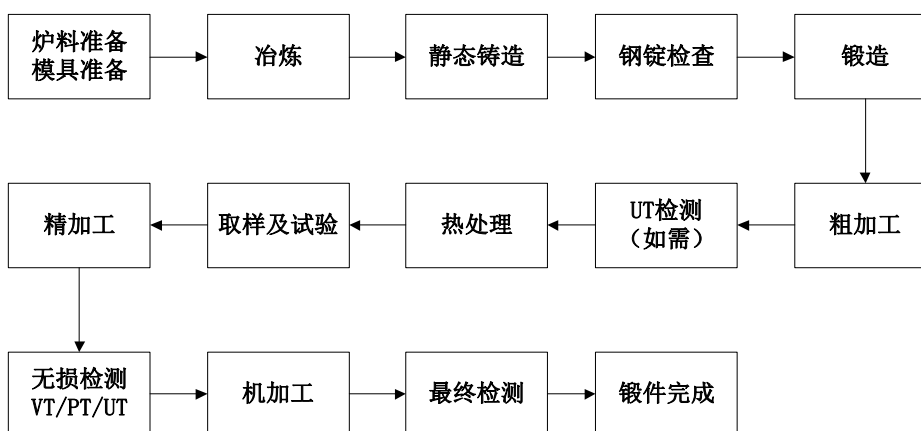 炉料准备
模具准备
冶炼
静态铸造
钢锭检查
锻造
粗加工
UT检测
（如需）
热处理
取样及试验
精加工
无损检测
VT/PT/UT
机加工
最终检测
锻件完成